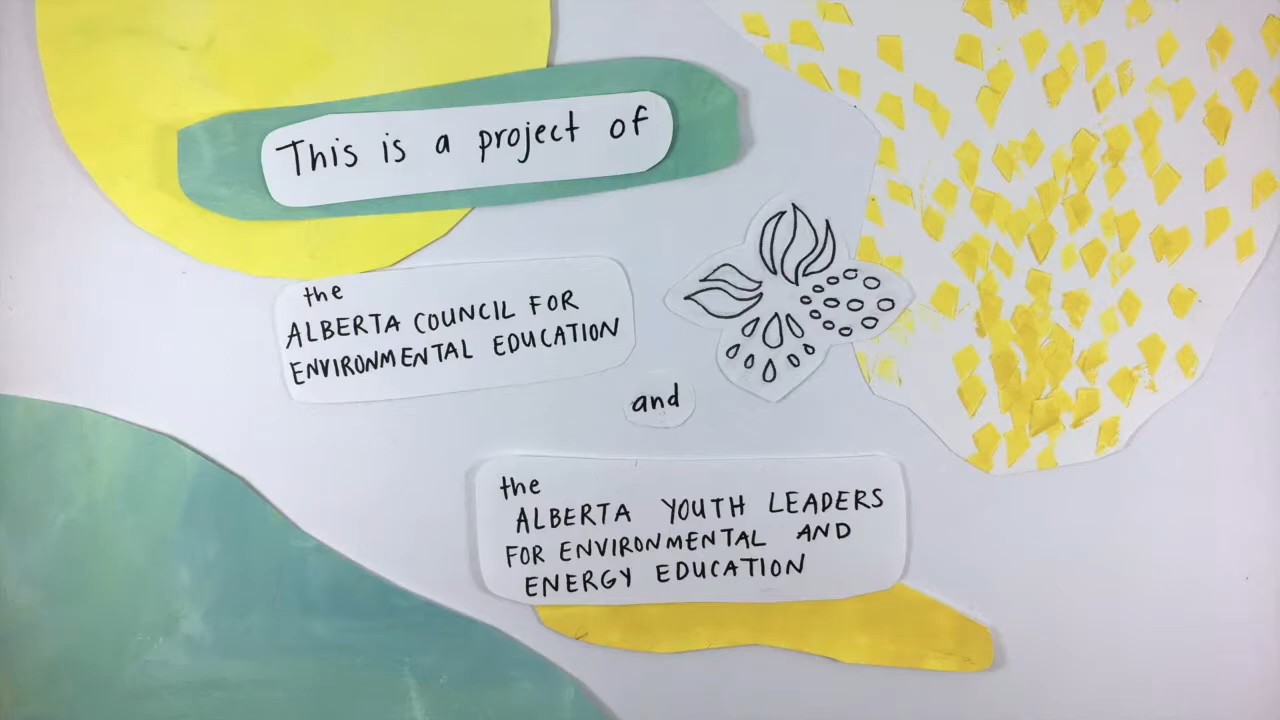 This is a project of
the
ALBERTA COUNCIL FOR
ENVIRONMENTAL EDUCATION
and
the
ALBERTA YOUTH LEADERS
FOR ENVIRONMENTAL AND
ENERGY EDUCATION